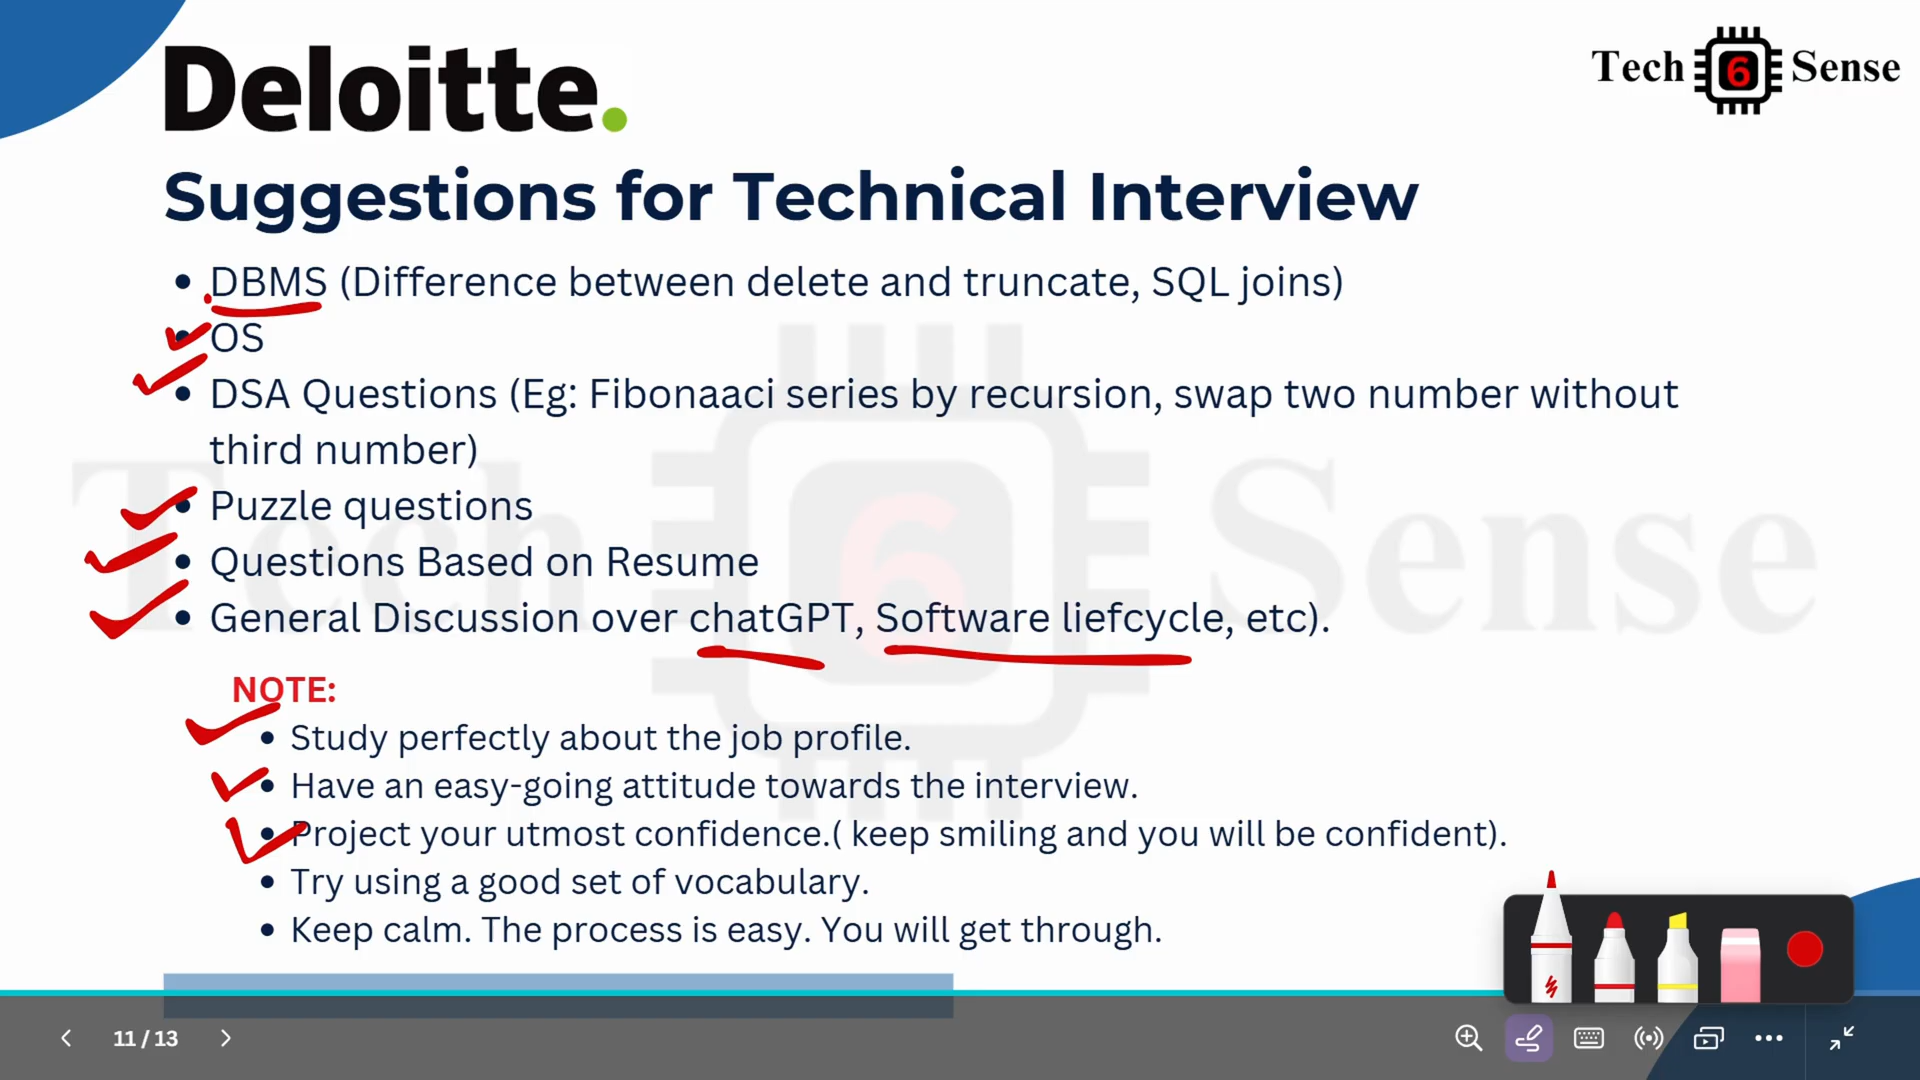 Deloitte.
Tech 6 Sense
Suggestions for Technical Interview
• DBMS (Difference between delete and truncate, SQL joins)
• OS
• DSA Questions (Eg: Fibonaaci series by recursion, swap two number without
third number)
• Puzzle questions
• Questions Based on Resume
• General Discussion over chatGPT, Software liefcycle, etc).
NOTE:
• Study perfectly about the job profile.
• Have an easy-going attitude towards the interview.
• Project your utmost confidence.( keep smiling and you will be confident).
• Try using a good set of vocabulary.
• Keep calm. The process is easy. You will get through.
Tech 6 Sense
11 / 13